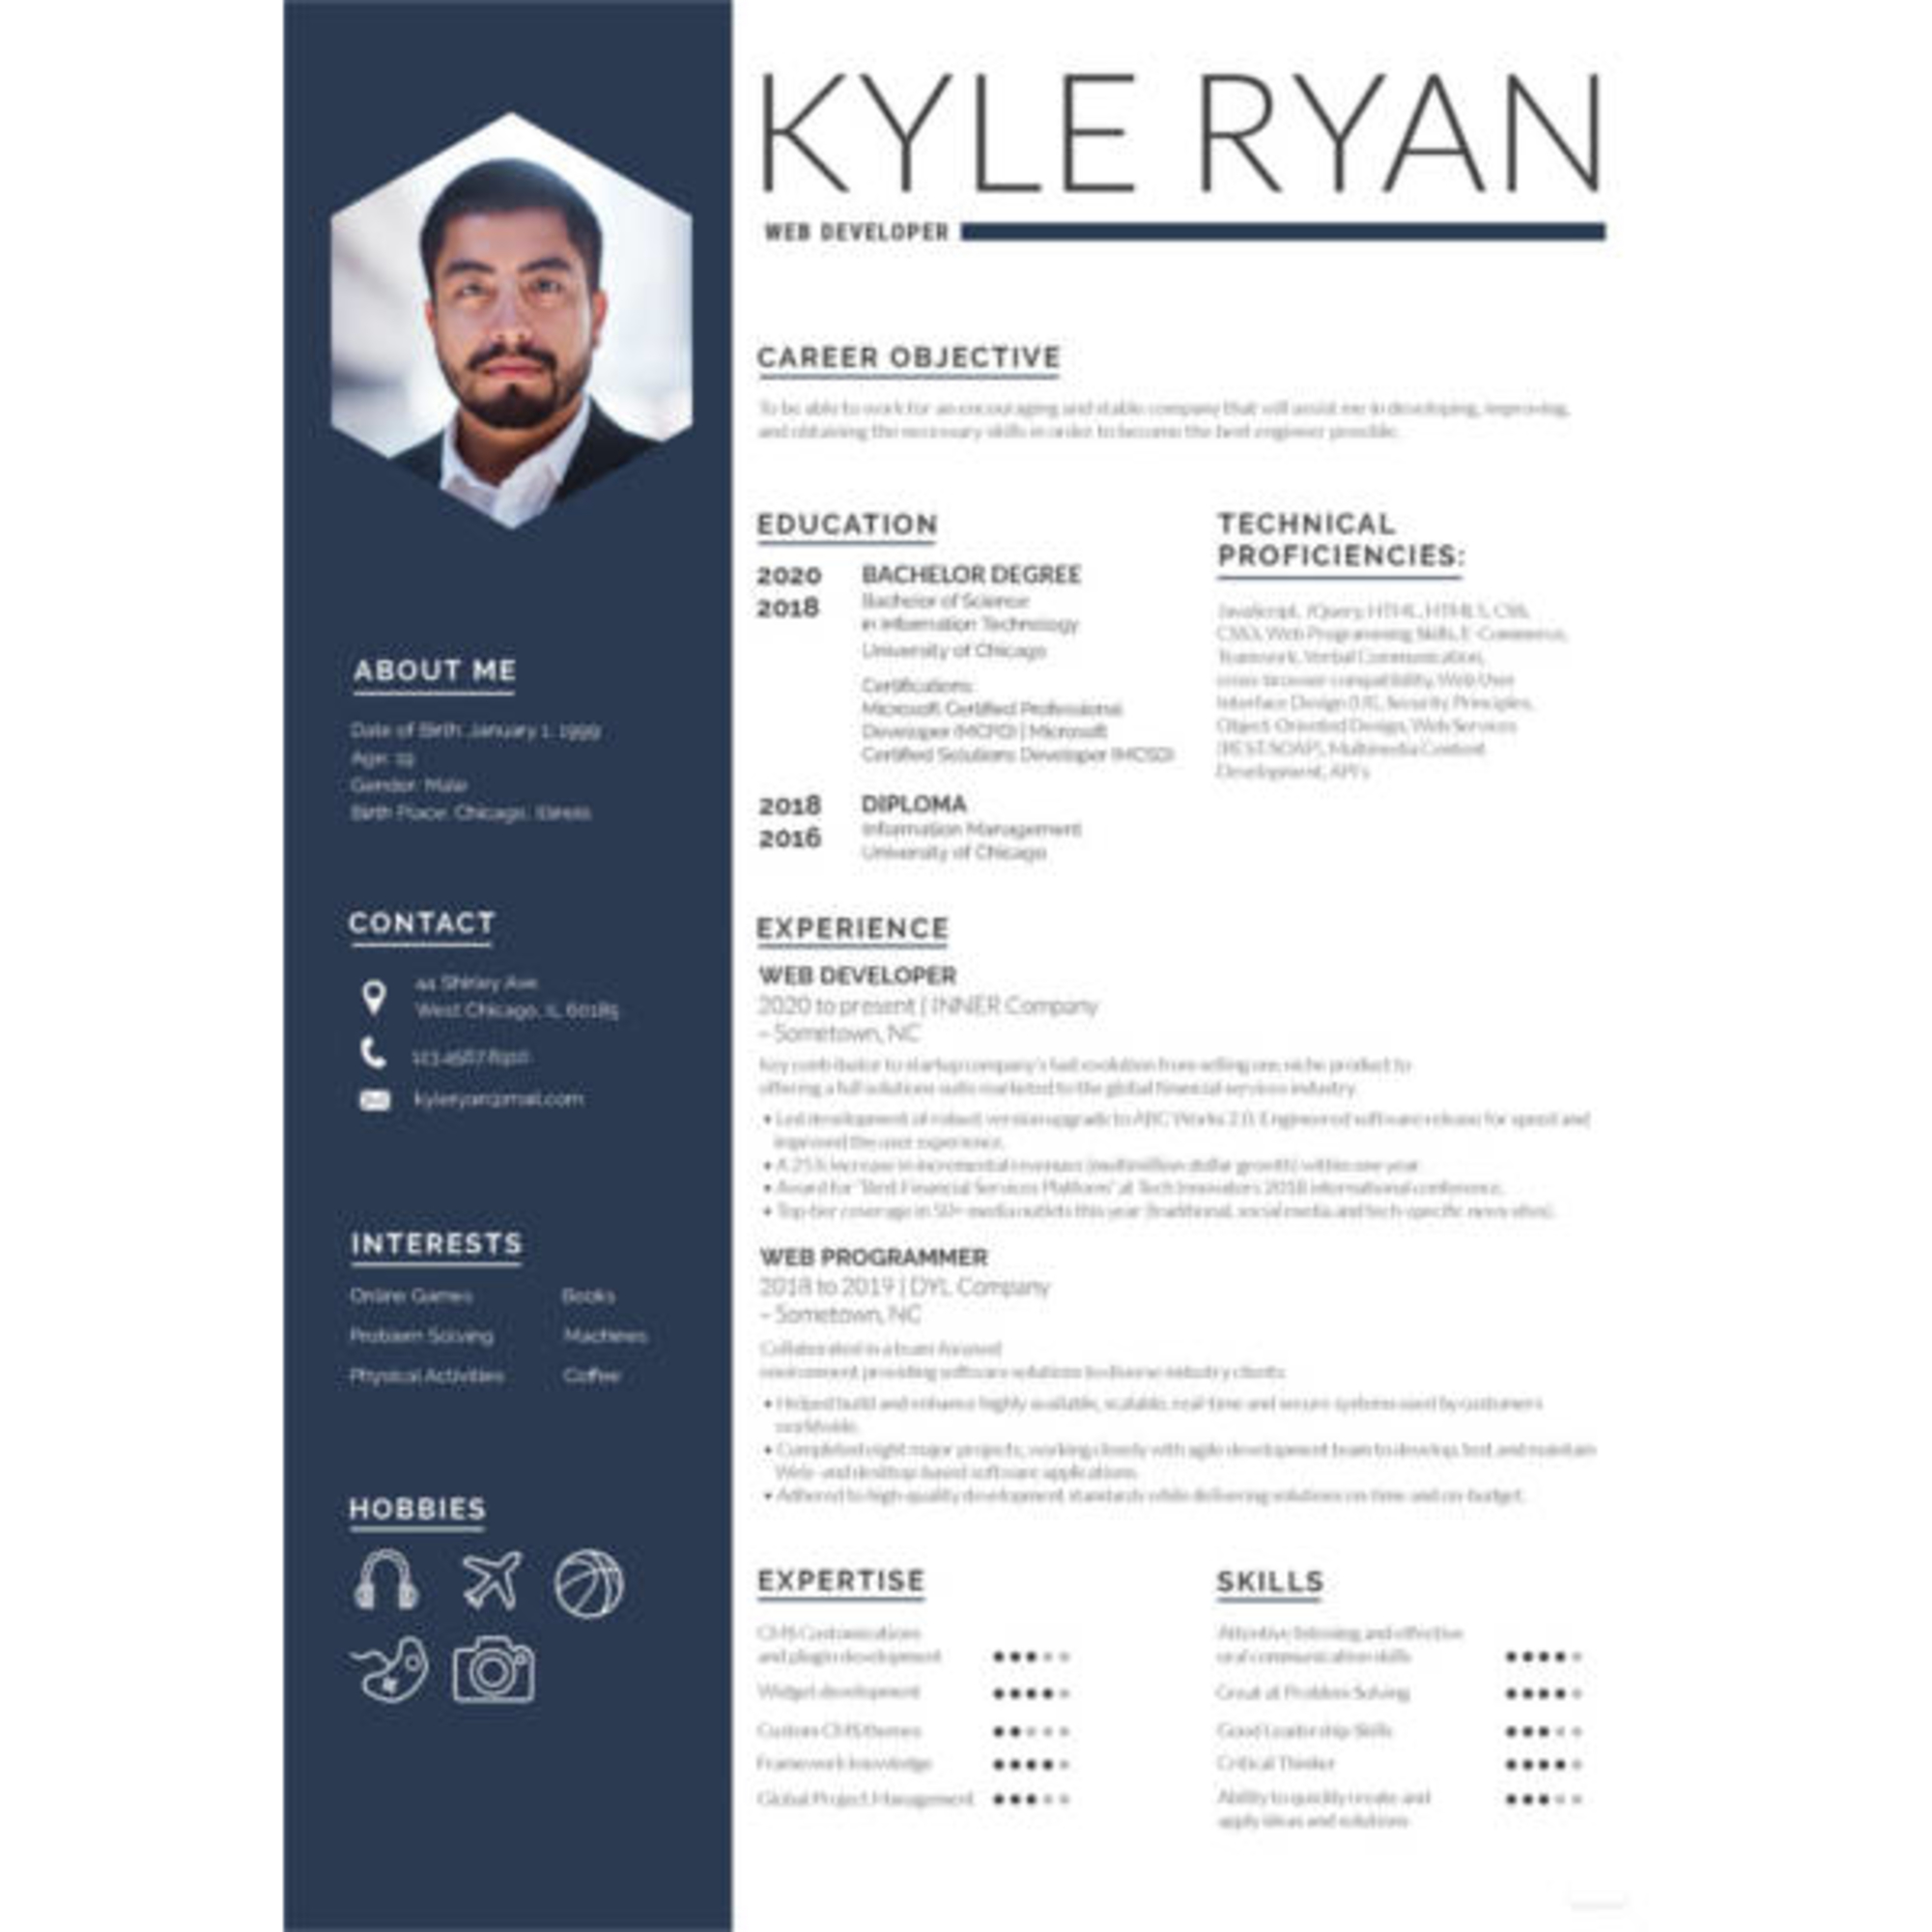 KYLE RYAN
WEB DEVELOPER
ABOUT ME
Date of Birth: January 1, 1999
Age: 19
Gender: Male
Birth Place: Chicago, Illinois
CONTACT
44 Shirley Ave
West Chicago, IL 60185
kyleryan@mail.com
INTERESTS
Online Games
Books
Problem Solving
Machines
Physical Activities
Coffee
HOBBIES
CAREER OBJECTIVE
To be able to work for an encouraging and stable company that will assist me in developing, improving,
and obtaining the necessary skills in order to become the best engineer possible.
EDUCATION
2020
2018
BACHELOR DEGREE
Bachelor of Science
in Information Technology
University of Chicago
Certifications:
Microsoft Certified Professional
Developer (MCPD) | Microsoft
Certified Solutions Developer (MCSD)
2018
2016
DIPLOMA
Information Management
University of Chicago
TECHNICAL
PROFICIENCIES:
JavaScript, JQuery, HTML, HTML5, CSS,
CSS3, Web Programming Skills, E-Commerce,
Teamwork, Verbal Communication,
cross-browser compatibility, Web User
Interface Design (UI), Security Principles,
Object-Oriented Design, Web Services
(REST/SOAP), Multimedia Content
Development, API's
EXPERIENCE
WEB DEVELOPER
2020 to present | INNER Company
– Sometown, NC
Key contributor to startup company's fast evolution from selling one niche product to
offering a full solutions suite marketed to the global financial services industry.
• Led development of robust version upgrade to ABC Works 2.0. Engineered software release for speed and
improved the user experience.
• A 25% increase in incremental revenues (multimillion-dollar growth) within one year.
• Award for "Best Financial Services Platform" at Tech Innovators 2018 international conference.
• Top-tier coverage in 50+ media outlets this year (traditional, social media and tech-specific news sites).
WEB PROGRAMMER
2018 to 2019 | DYL Company
– Sometown, NC
Collaborated in a team-focused
environment providing software solutions to diverse industry clients:
• Helped build and enhance highly available, scalable, real-time and secure systems used by customers
worldwide.
• Completed eight major projects, working closely with agile development team to develop, test and maintain
Web- and desktop-based software applications.
• Adhered to high-quality development standards while delivering solutions on-time and on-budget.
EXPERTISE
CMS Customizations
and plugin development
Widget development
Custom CMS themes
Framework knowledge
Global Project Management
SKILLS
Attentive listening and effective
oral communication skills
Great at Problem Solving
Good Leadership Skills
Critical Thinker
Ability to quickly create and
apply ideas and solutions